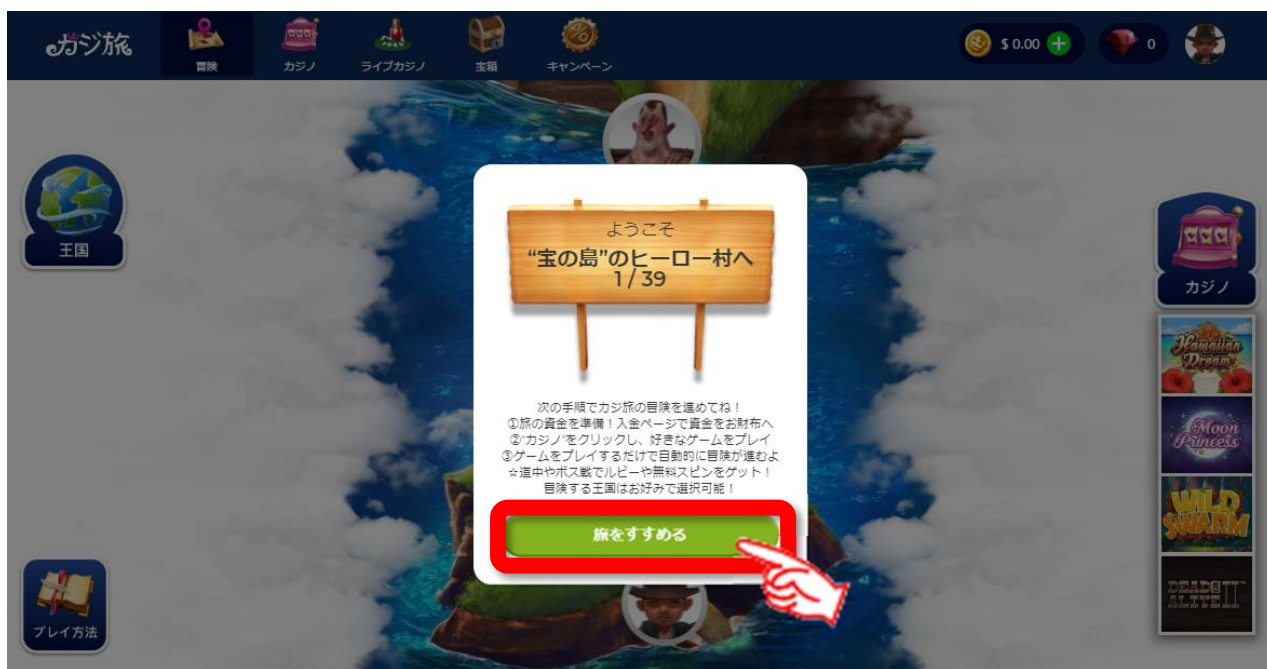 カジ旅
冒険
カジノ
ライブカジノ
宝箱
キャンペーン
$ 0.00
0
王国
ようこそ
“宝の島”のヒーロー村へ
1 / 39
次の手順でカジ旅の冒険を進めてね！
①旅の資金を準備！入金ページで資金をお財布へ
②“カジノ”をクリックし、好きなゲームをプレイ
③ゲームをプレイするだけで自動的に冒険が進むよ
☆道中やボス戦でルビーや無料スピンをゲット！
冒険する王国はお好みで選択可能！
旅をすすめる
カジノ
Hawaiian
Dream
Moon
Princess
WILD
SWARM
DEAD OR
ALIVE II
プレイ方法